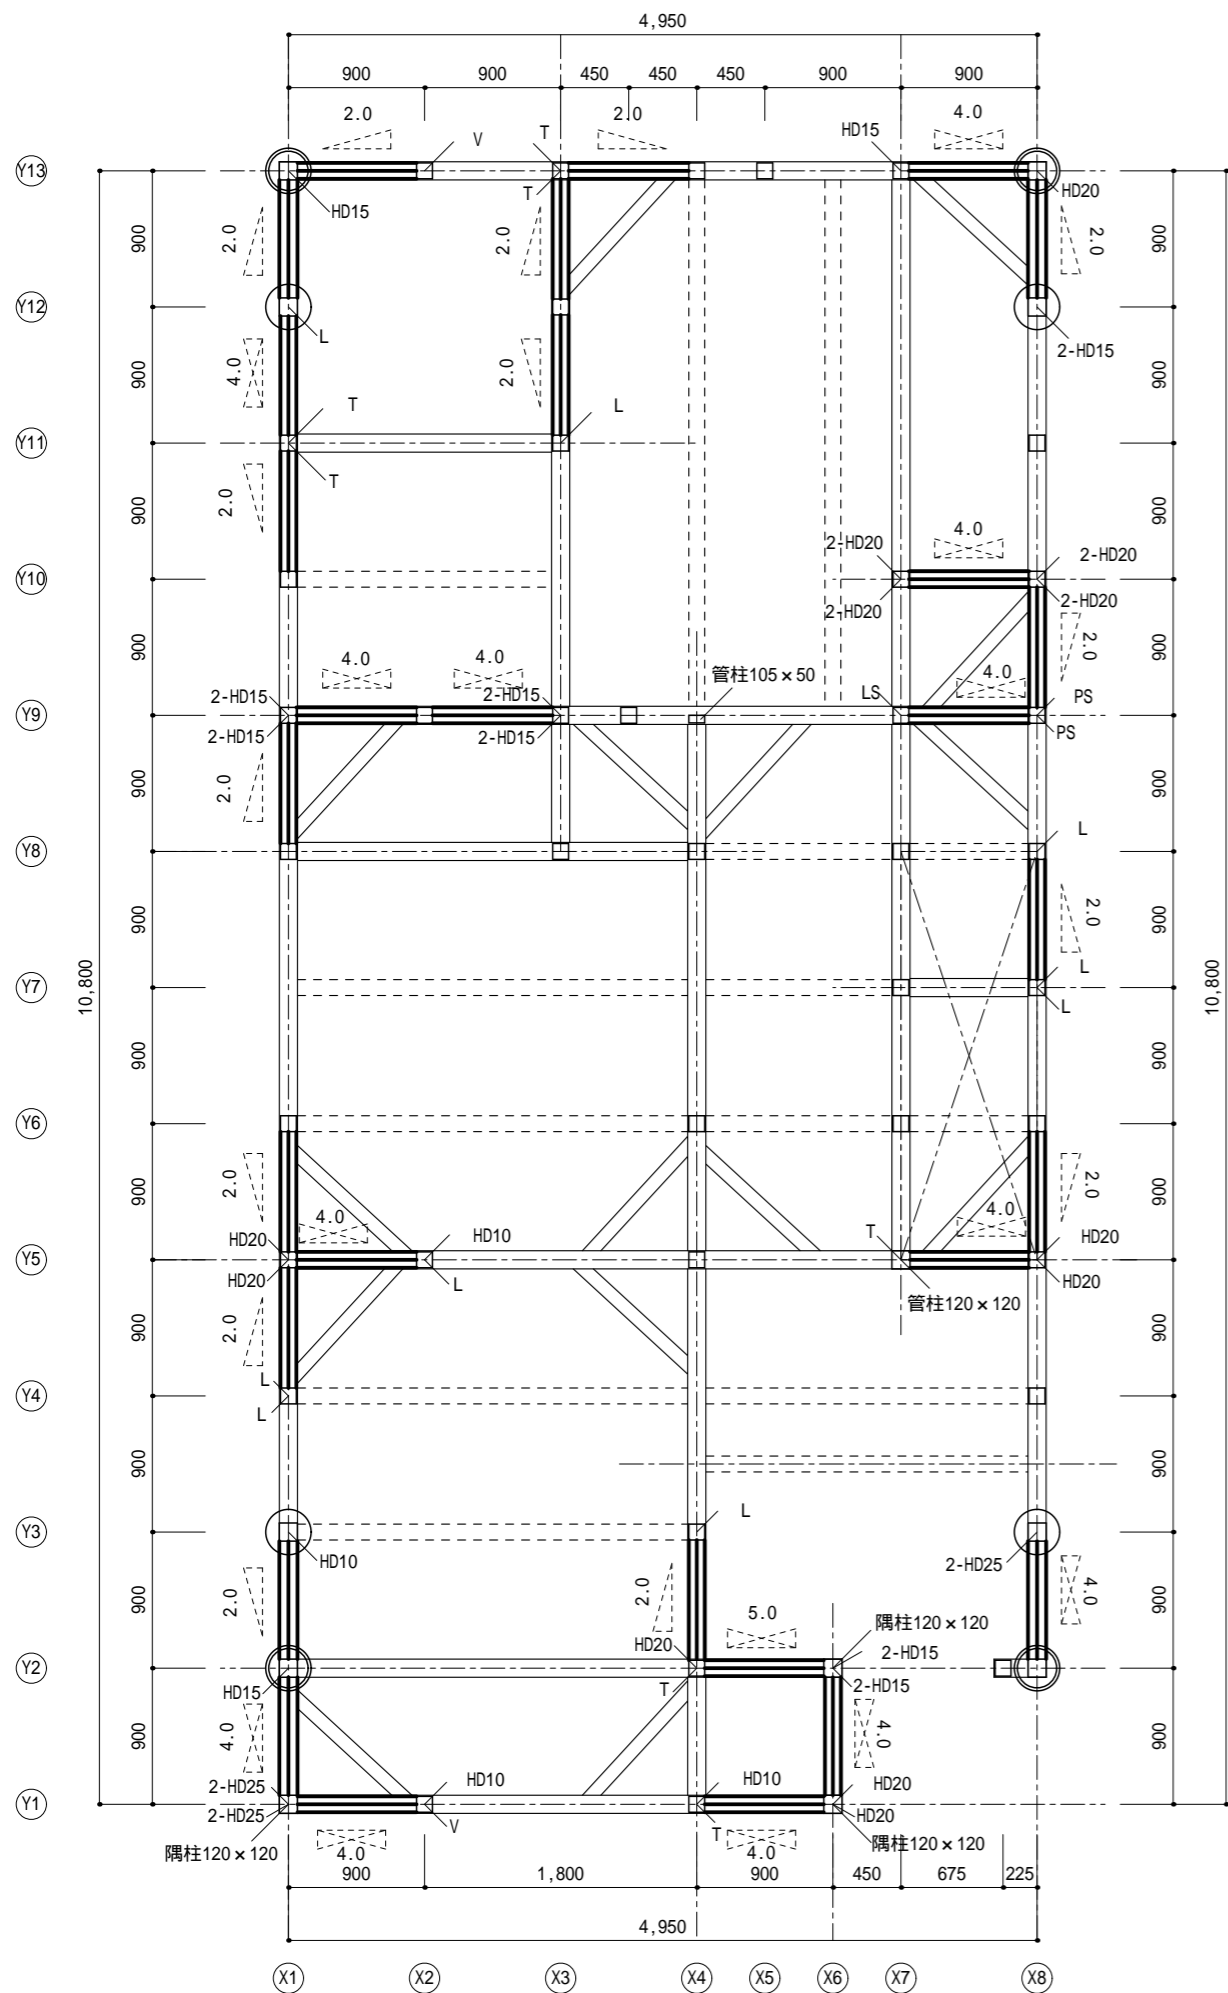 4,950
900 900 450 450 450 900 900
2.0 2.0 4.0
V T HD15
Y13
T
HD15 HD20
900 2.0 2.0 2.0 900
Y12
L 2-HD15
900 4.0 2.0 900
T L
Y11
T
900 2.0 900
4.0
2-HD20 2-HD20
Y10
2-HD20 2-HD20
900 2.0 900
4.0 4.0 4.0
管柱105×50
2-HD15 2-HD15 LS PS
Y9
2-HD15 2-HD15 PS
900 2.0 900
L
Y8
900 2.0 900
10,800 10,800
L
Y7
L
900 900
Y6
900 2.0 2.0 900
4.0 4.0
HD20 HD10 T HD20
Y5
HD20 L HD20
管柱120×120
900 2.0 900
L
Y4
L
900 900
L
Y3
HD10 2-HD25
900 2.0 2.0 4.0 900
5.0
隅柱120×120
HD20 2-HD15
Y2
HD15 T 2-HD15
900 4.0 4.0 900
2-HD25 HD10 HD10 HD20
Y1
2-HD25 V T HD20
隅柱120×120 隅柱120×120
4.0 4.0
900 1,800 900 450 675 225
4,950
X1 X2 X3 X4 X5 X6 X7 X8